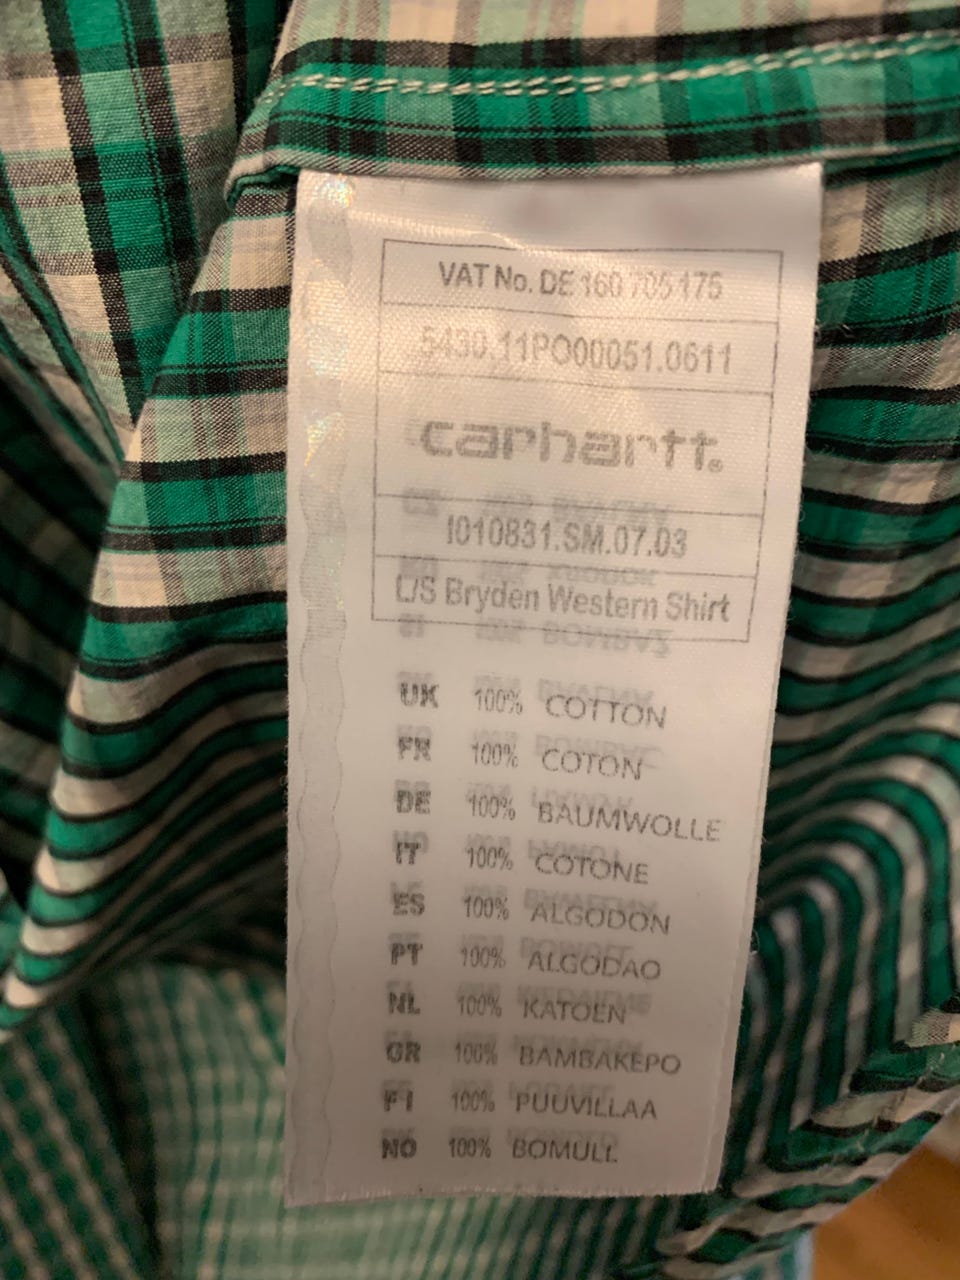 VAT No. DE 160 705 175
5430.11PO00051.0611
carhartt®
I010831.SM.07.03
L/S Bryden Western Shirt
UK 100% COTTON
FR 100% COTON
DE 100% BAUMWOLLE
IT 100% COTONE
ES 100% ALGODON
PT 100% ALGODAO
NL 100% KATOEN
GR 100% BAMBAKEPO
FI 100% PUUVILLAA
NO 100% BOMULL